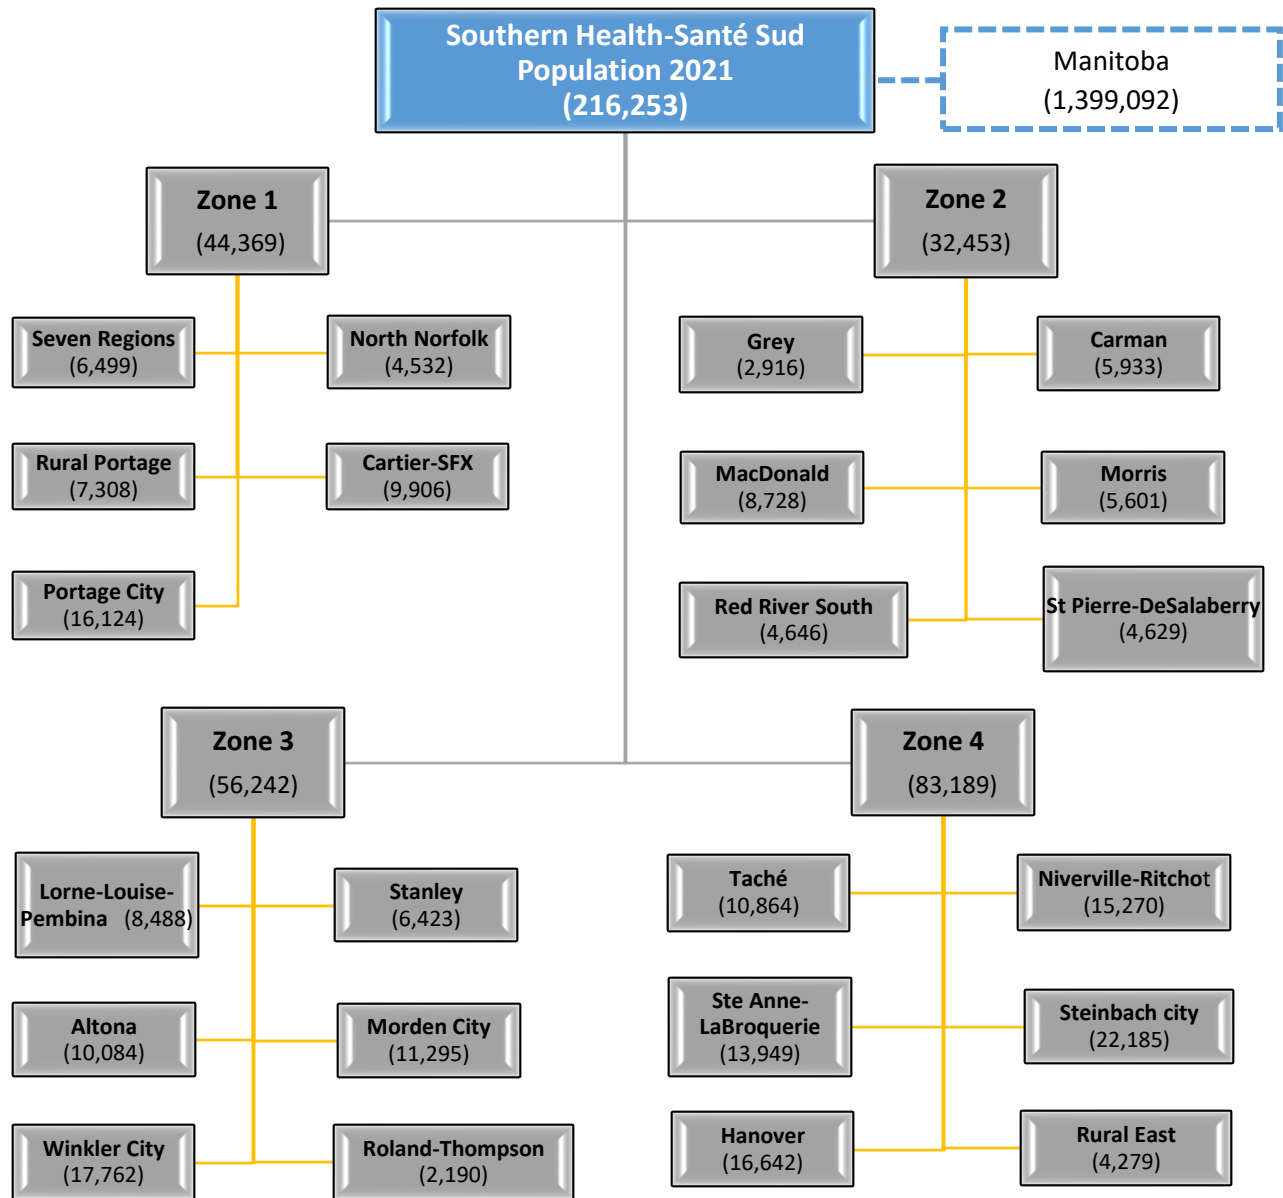 Southern Health-Santé Sud
Population 2021
(216,253)
Manitoba
(1,399,092)
Zone 1
(44,369)
Zone 2
(32,453)
Seven Regions
(6,499)
North Norfolk
(4,532)
Grey
(2,916)
Carman
(5,933)
Rural Portage
(7,308)
Cartier-SFX
(9,906)
MacDonald
(8,728)
Morris
(5,601)
Portage City
(16,124)
Red River South
(4,646)
St Pierre-DeSalaberry
(4,629)
Zone 3
(56,242)
Zone 4
(83,189)
Lorne-Louise-
Pembina (8,488)
Stanley
(6,423)
Taché
(10,864)
Niverville-Ritchot
(15,270)
Altona
(10,084)
Morden City
(11,295)
Ste Anne-
LaBroquerie
(13,949)
Steinbach city
(22,185)
Winkler City
(17,762)
Roland-Thompson
(2,190)
Hanover
(16,642)
Rural East
(4,279)